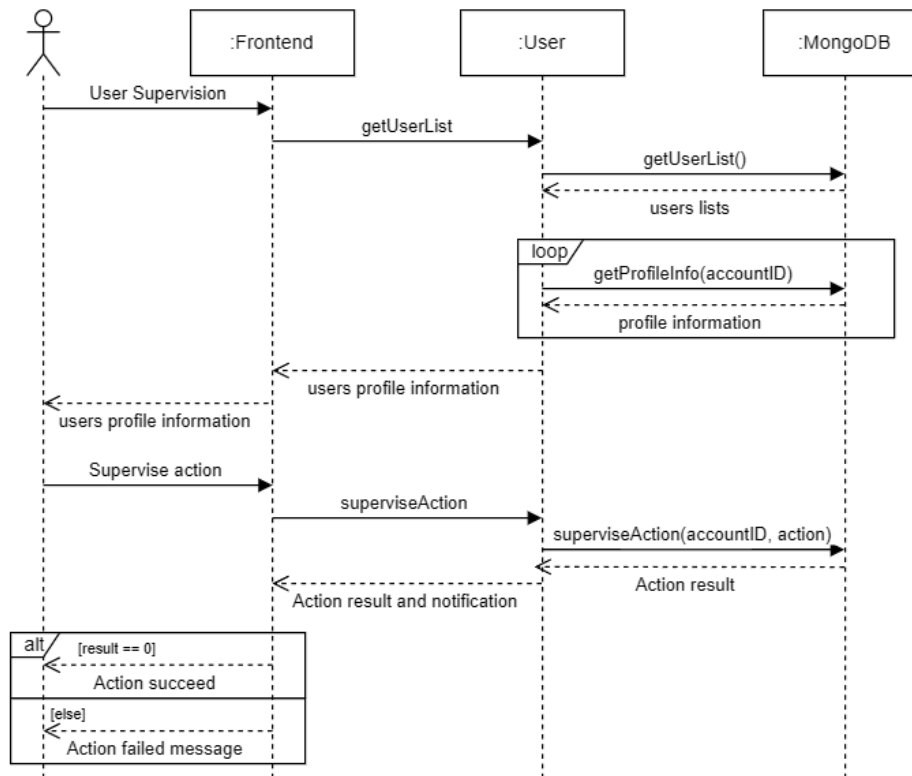 :Frontend
:User
:MongoDB
User Supervision
getUserList
getUserList()
users lists
loop
getProfileInfo(accountID)
profile information
users profile information
users profile information
Supervise action
superviseAction
superviseAction(accountID, action)
Action result
Action result and notification
alt
[result == 0]
Action succeed
[else]
Action failed message